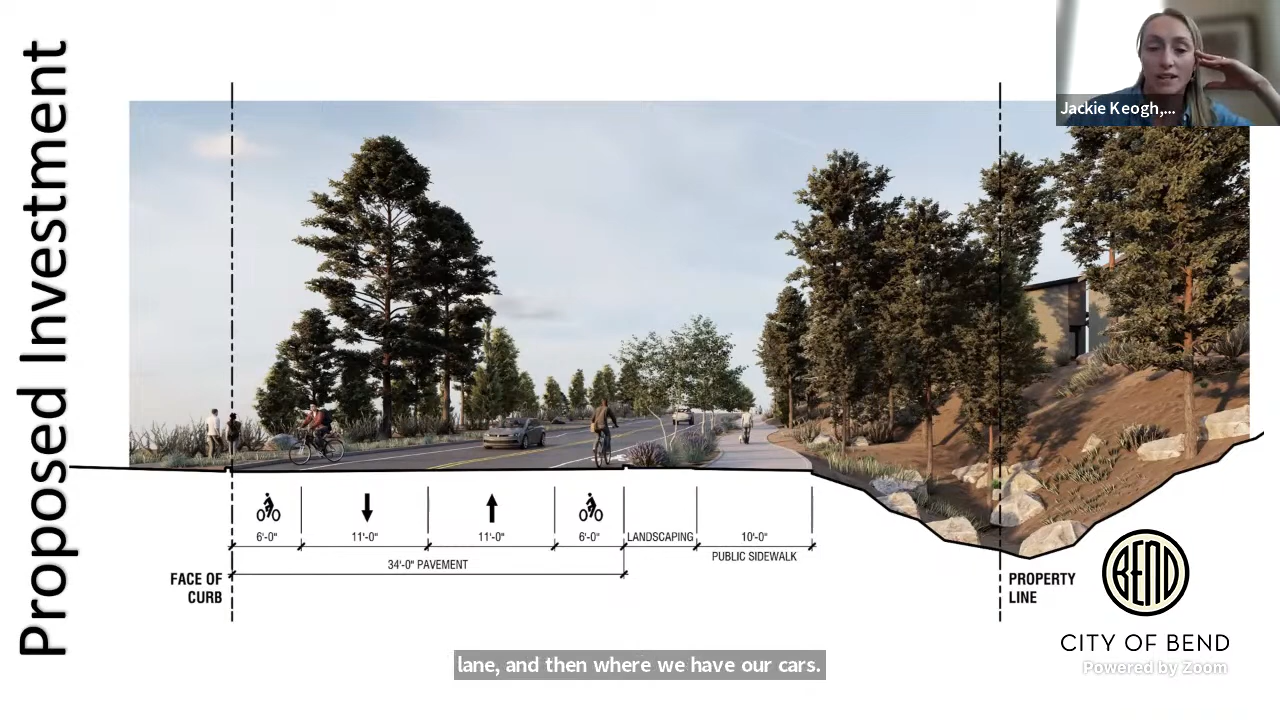 Proposed Investment
Jackie Keogh,...
6'-0"
11'-0"
11'-0"
6'-0"
LANDSCAPING
10'-0"
PUBLIC SIDEWALK
34'-0" PAVEMENT
FACE OF
CURB
PROPERTY
LINE
BEND
CITY OF BEND
Powered by Zoom
lane, and then where we have our cars.